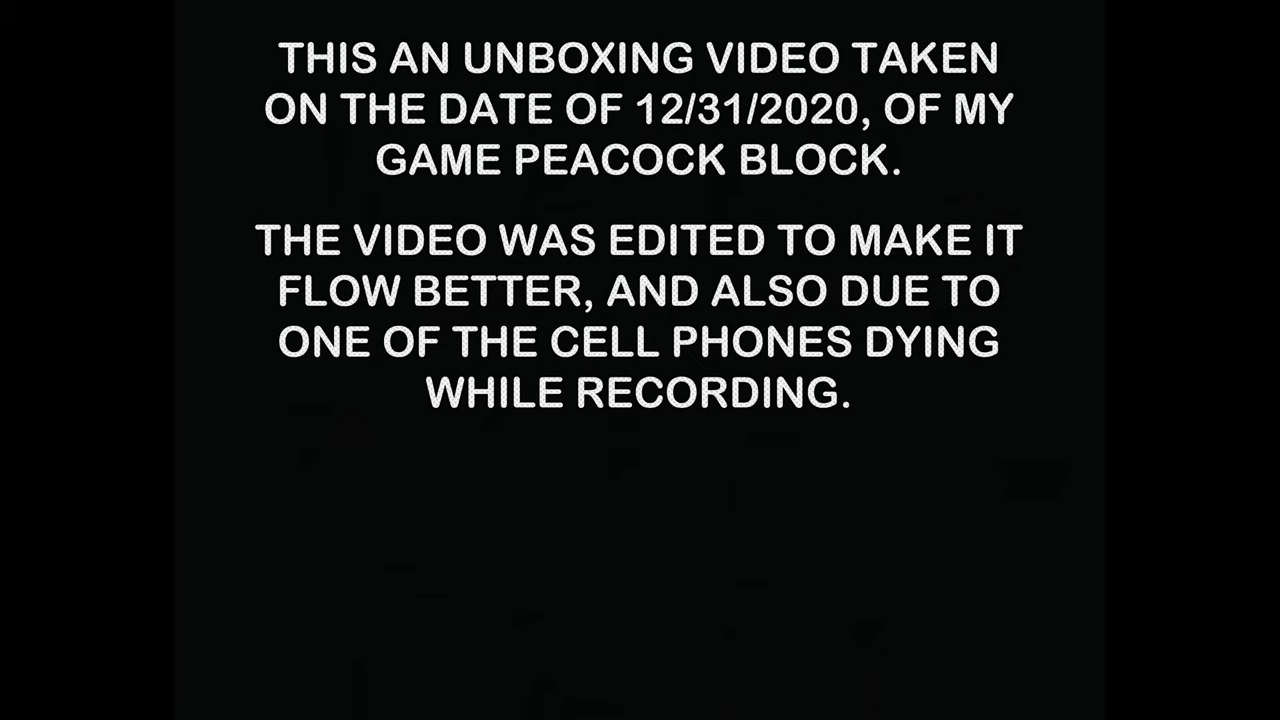 THIS AN UNBOXING VIDEO TAKEN
ON THE DATE OF 12/31/2020, OF MY
GAME PEACOCK BLOCK.
THE VIDEO WAS EDITED TO MAKE IT
FLOW BETTER, AND ALSO DUE TO
ONE OF THE CELL PHONES DYING
WHILE RECORDING.